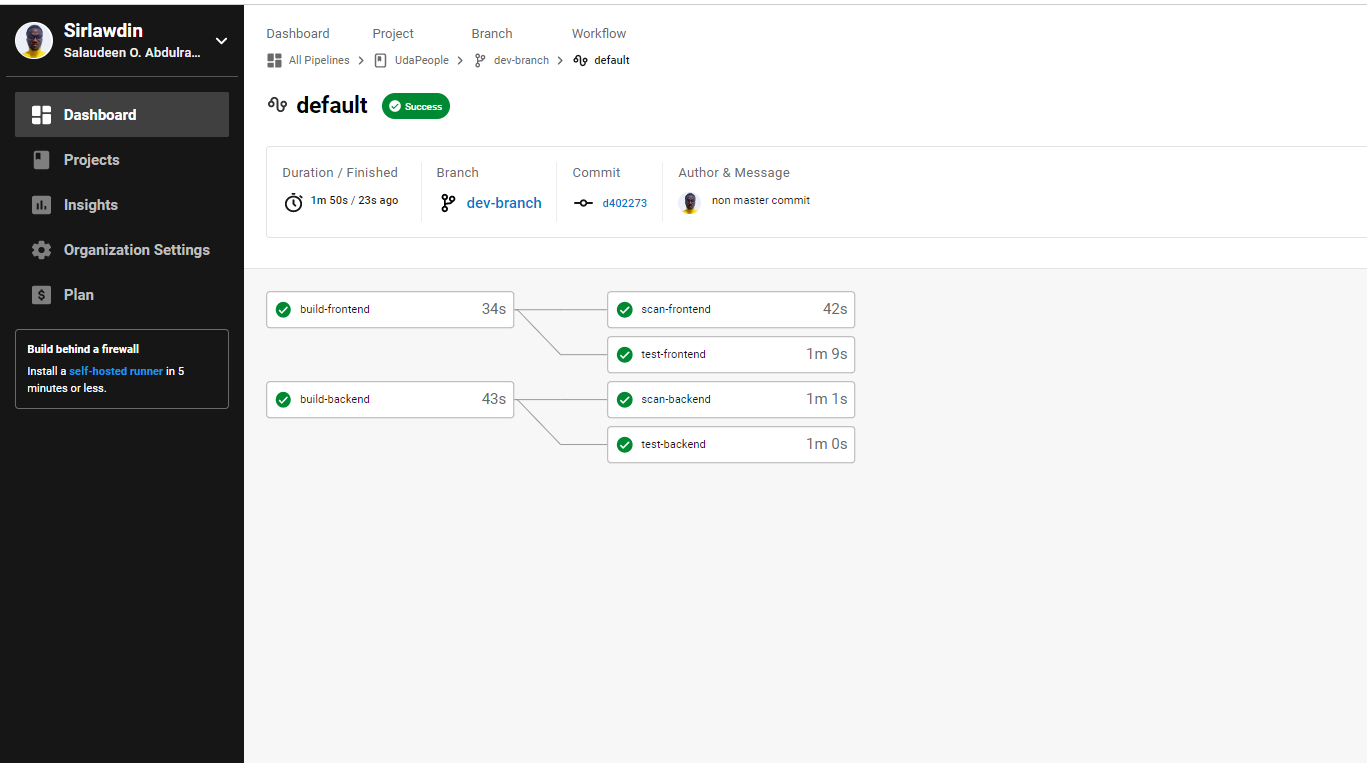 Sirlawdin
Salaudeen O. Abdulra...
Dashboard
Projects
Insights
Organization Settings
Plan
Build behind a firewall
Install a self-hosted runner in 5
minutes or less.
Dashboard Project Branch Workflow
All Pipelines UdaPeople dev-branch default
default Success
Duration / Finished Branch Commit Author & Message
1m 50s / 23s ago dev-branch d402273 non master commit
build-frontend 34s scan-frontend 42s
test-frontend 1m 9s
build-backend 43s scan-backend 1m 1s
test-backend 1m 0s